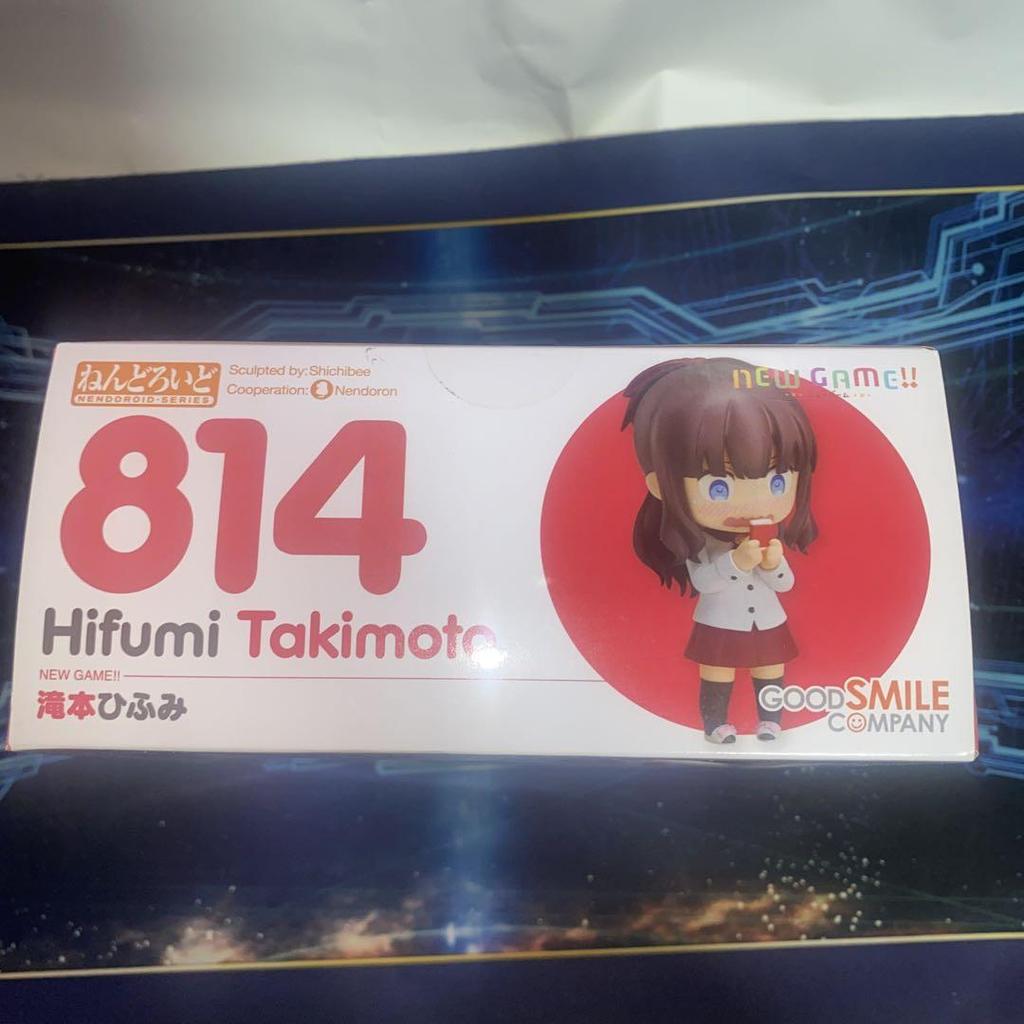 ねんどろいど
NENDOROID-SERIES
Sculpted by: Shichibee
Cooperation: Nendoron
814
Hifumi Takimoto
NEW GAME!!
滝本ひふみ
NEW GAME!!
GOOD SMILE
COMPANY